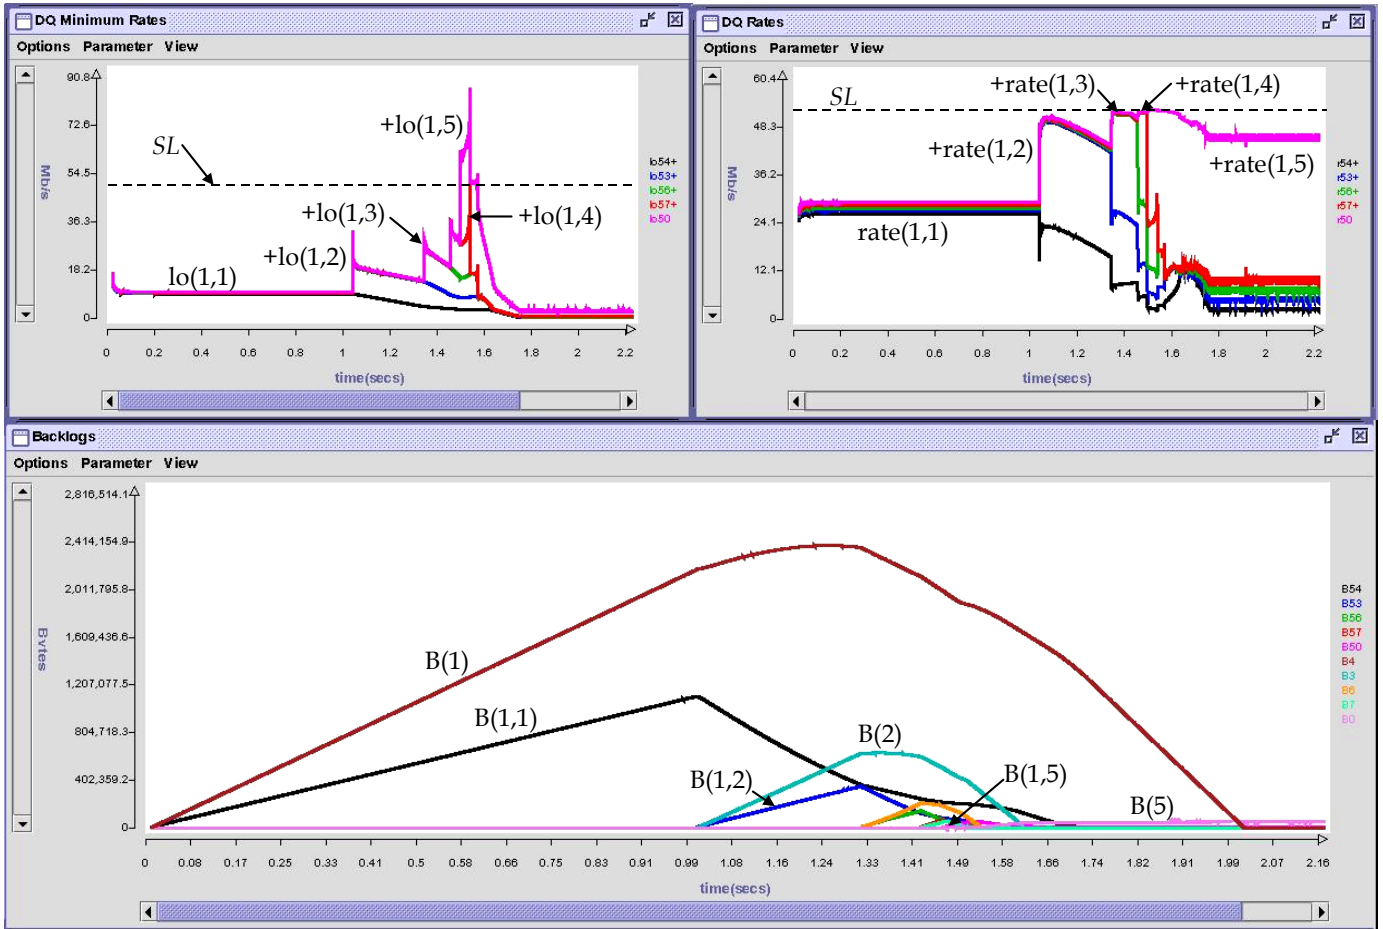 DQ Minimum Rates
Options Parameter View
90.8
72.6
54.5
36.3
18.2
0
Mb/s
SL
+lo(1,5)
+lo(1,3)
+lo(1,4)
+lo(1,2)
lo(1,1)
lo54+
lo53+
lo56+
lo57+
lo50
0 0.2 0.4 0.6 0.8 1 1.2 1.4 1.6 1.8 2 2.2
time(secs)
DQ Rates
Options Parameter View
60.4
48.3
36.2
24.1
12.1
0
Mb/s
SL
+rate(1,3)
+rate(1,4)
+rate(1,2)
+rate(1,5)
rate(1,1)
r54+
r53+
r56+
r57+
r50
0 0.2 0.4 0.6 0.8 1 1.2 1.4 1.6 1.8 2 2.2
time(secs)
Backlogs
Options Parameter View
2,816,514.1
2,414,154.9
2,011,795.8
1,609,436.6
1,207,077.5
804,718.3
402,359.2
0
Bytes
B(1)
B(1,1)
B(2)
B(1,2)
B(1,5)
B(5)
B54
B53
B56
B57
B50
B4
B3
B6
B7
B0
0 0.08 0.17 0.25 0.33 0.41 0.5 0.58 0.66 0.75 0.83 0.91 0.99 1.08 1.16 1.24 1.33 1.41 1.49 1.58 1.66 1.74 1.82 1.91 1.99 2.07 2.16
time(secs)